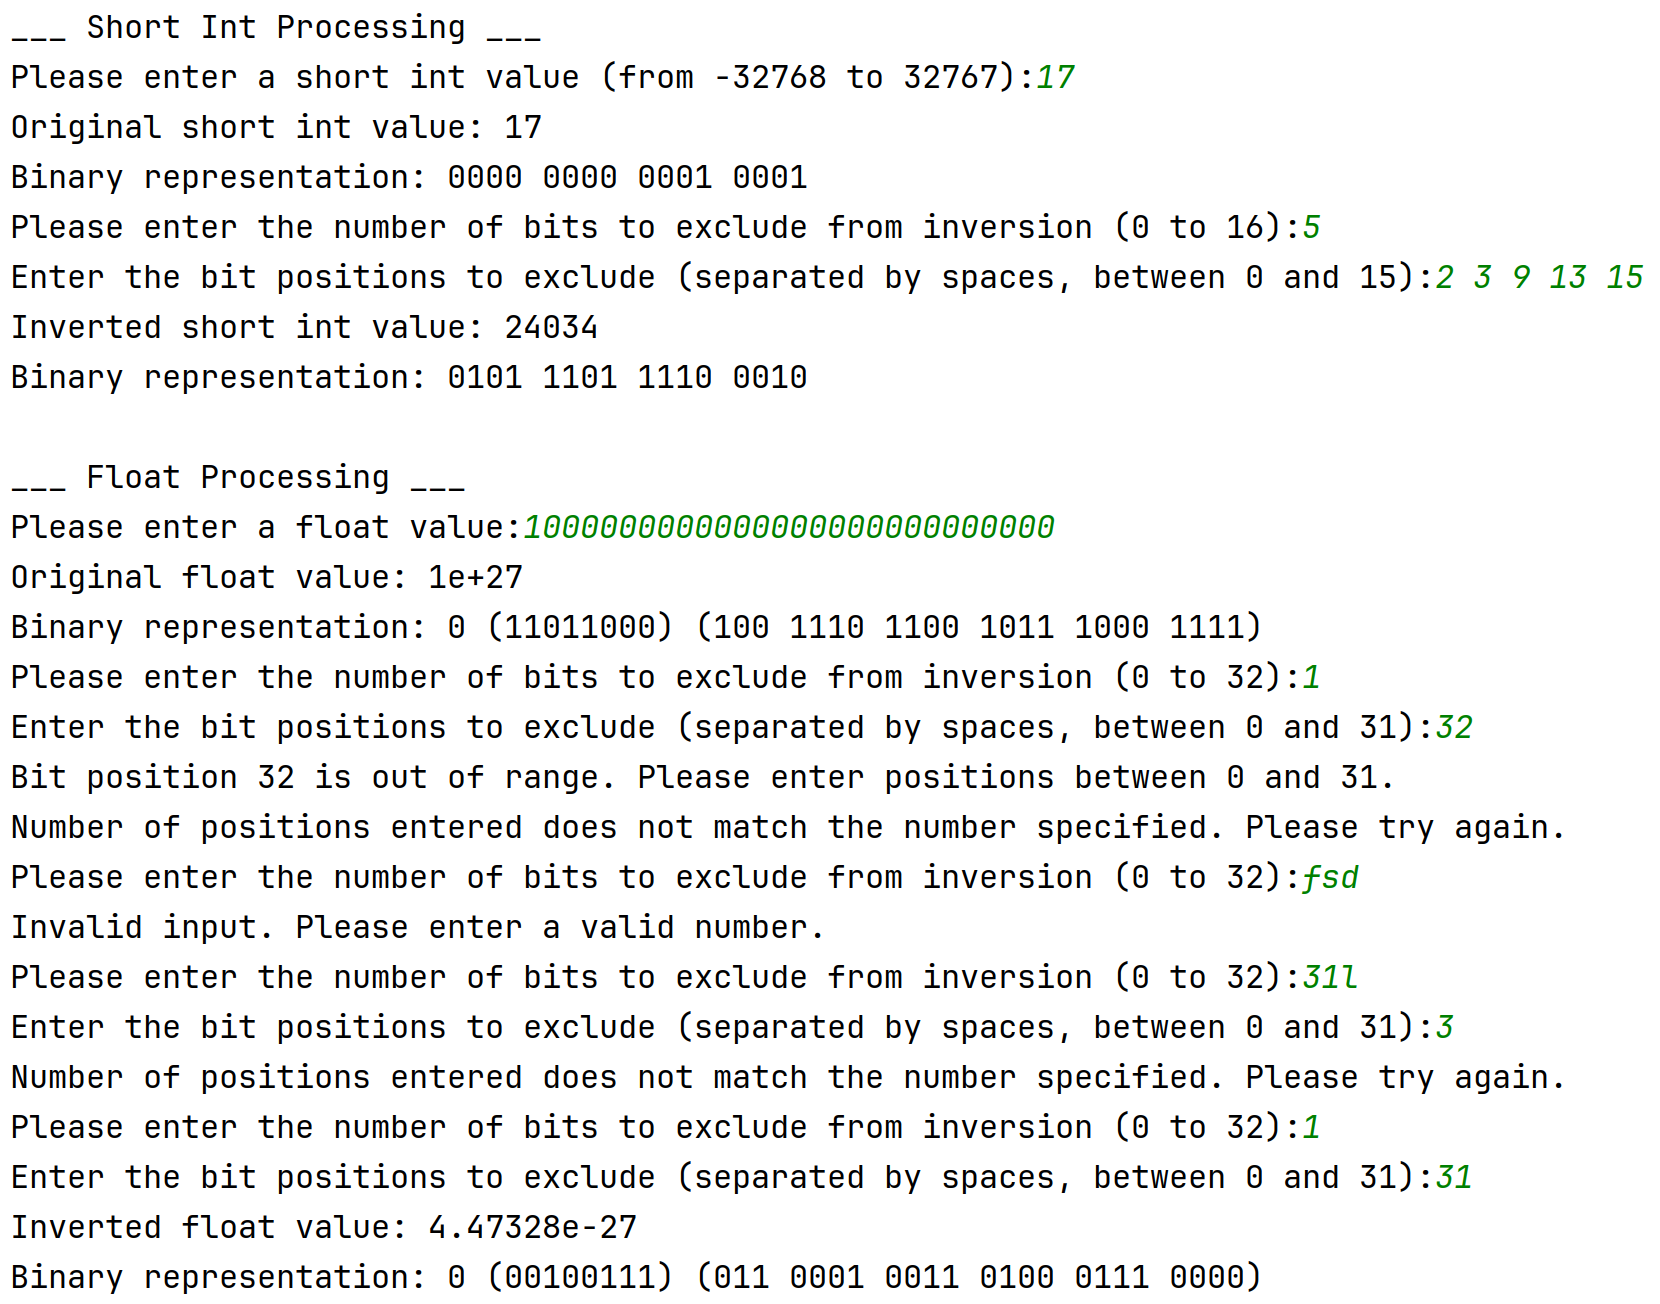 ___ Short Int Processing ___
Please enter a short int value (from -32768 to 32767):17
Original short int value: 17
Binary representation: 0000 0000 0001 0001
Please enter the number of bits to exclude from inversion (0 to 16):5
Enter the bit positions to exclude (separated by spaces, between 0 and 15):2 3 9 13 15
Inverted short int value: 24034
Binary representation: 0101 1101 1110 0010
___ Float Processing ___
Please enter a float value:1000000000000000000000000000
Original float value: 1e+27
Binary representation: 0 (11011000) (100 1110 1100 1011 1000 1111)
Please enter the number of bits to exclude from inversion (0 to 32):1
Enter the bit positions to exclude (separated by spaces, between 0 and 31):32
Bit position 32 is out of range. Please enter positions between 0 and 31.
Number of positions entered does not match the number specified. Please try again.
Please enter the number of bits to exclude from inversion (0 to 32):fsd
Invalid input. Please enter a valid number.
Please enter the number of bits to exclude from inversion (0 to 32):31l
Enter the bit positions to exclude (separated by spaces, between 0 and 31):3
Number of positions entered does not match the number specified. Please try again.
Please enter the number of bits to exclude from inversion (0 to 32):1
Enter the bit positions to exclude (separated by spaces, between 0 and 31):31
Inverted float value: 4.47328e-27
Binary representation: 0 (00100111) (011 0001 0011 0100 0111 0000)